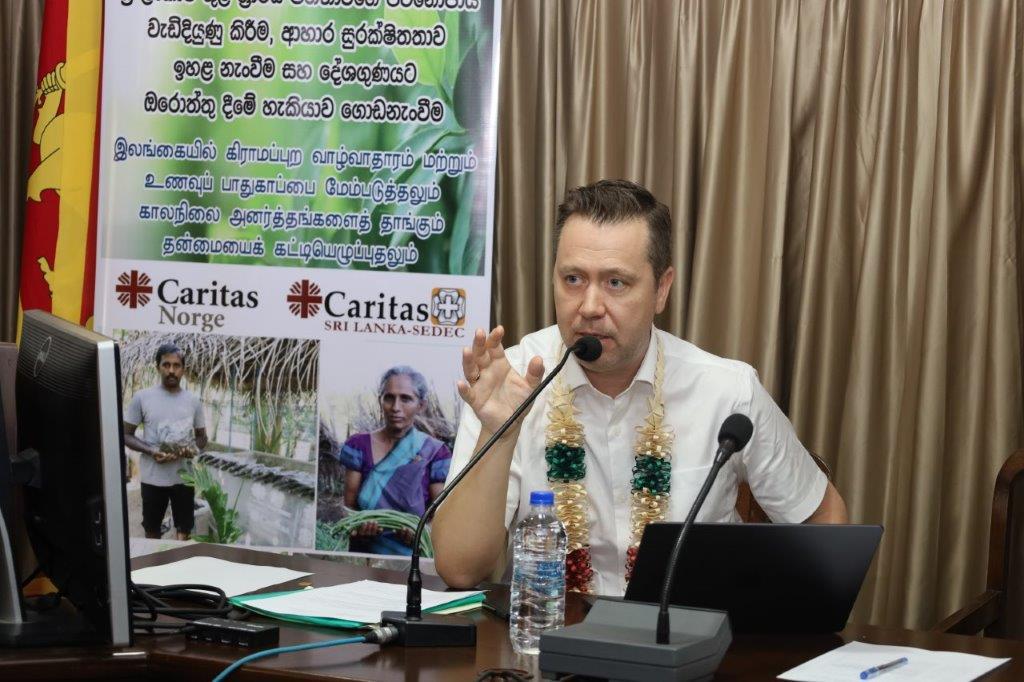 වැඩිදියුණු කිරීම, ආහාර සුරක්ෂිතතාව
ඉහළ නැංවීම සහ දේශගුණයට
ඔරොත්තු දීමේ හැකියාව ගොඩනැංවීම
இலங்கையில் கிராமப்புற வாழ்வாதாரம் மற்றும்
உணவுப் பாதுகாப்பை மேம்படுத்தலும்
காலநிலை அனர்த்தங்களைத் தாங்கும்
தன்மையைக் கட்டியெழுப்புதலும்
Caritas
Norge
Caritas
SRI LANKA-SEDEC